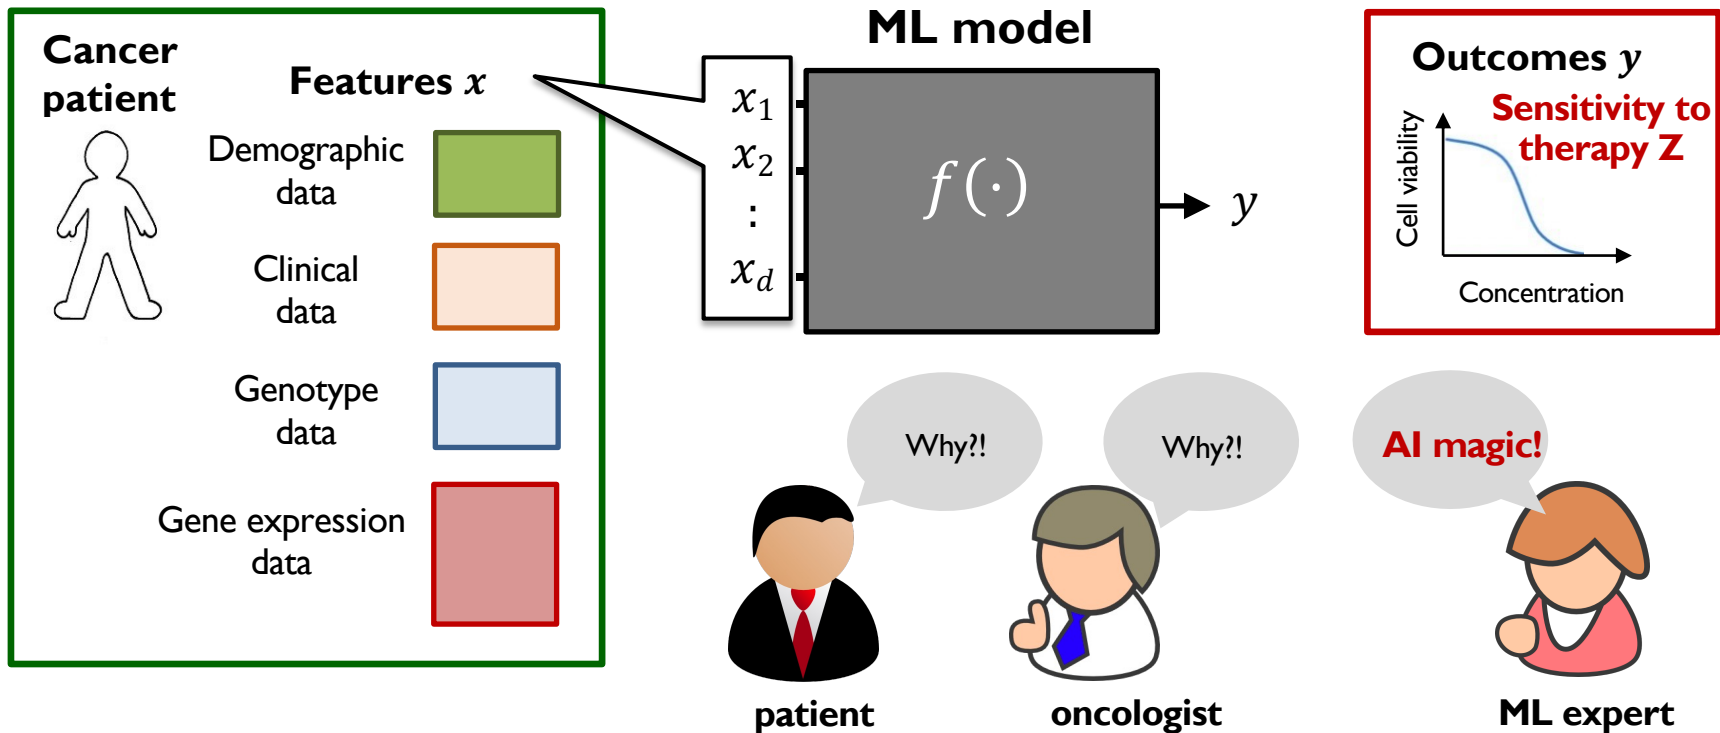 Cancer
patient
Features x
Demographic
data
Clinical
data
Genotype
data
Gene expression
data
ML model
x₁
x₂
:
x_d
f(·)
y
Outcomes y
Sensitivity to
therapy Z
Cell viability
Concentration
Why?!
Why?!
AI magic!
patient
oncologist
ML expert